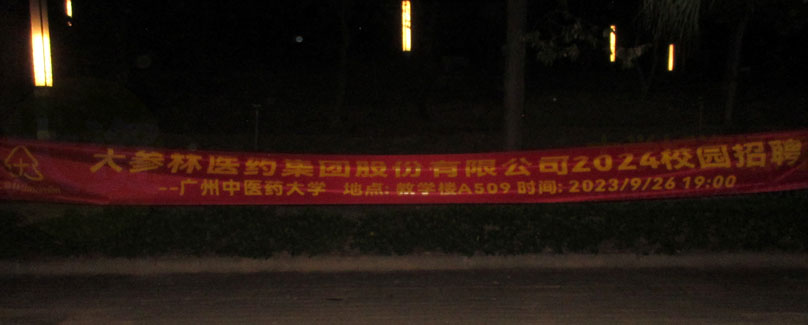 大参林医药集团股份有限公司2024校园招聘
--广州中医药大学 地点: 教学楼A509 时间: 2023/9/26 19:00